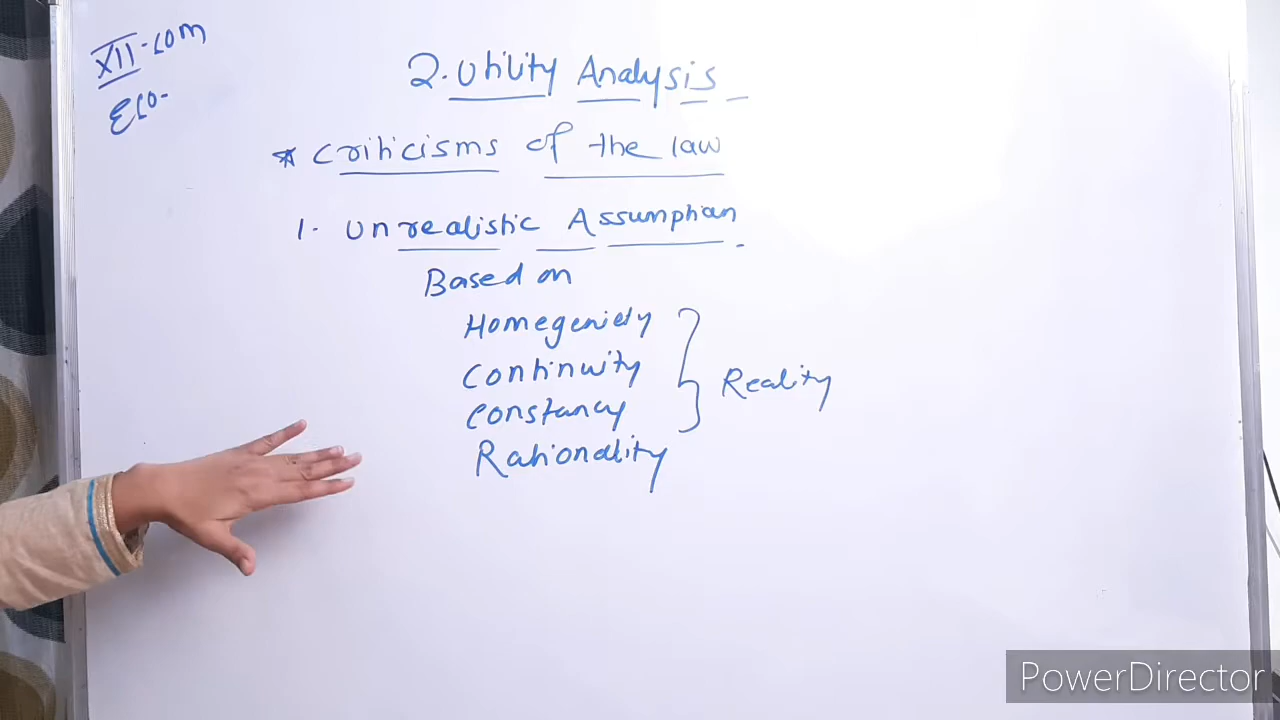 XII-com
Eco-
2. Utility Analysis
* Criticisms of the law
1. Unrealistic Assumption.
Based on
Homegeniety
Continuity
Constancy
Rationality
Reality
PowerDirector